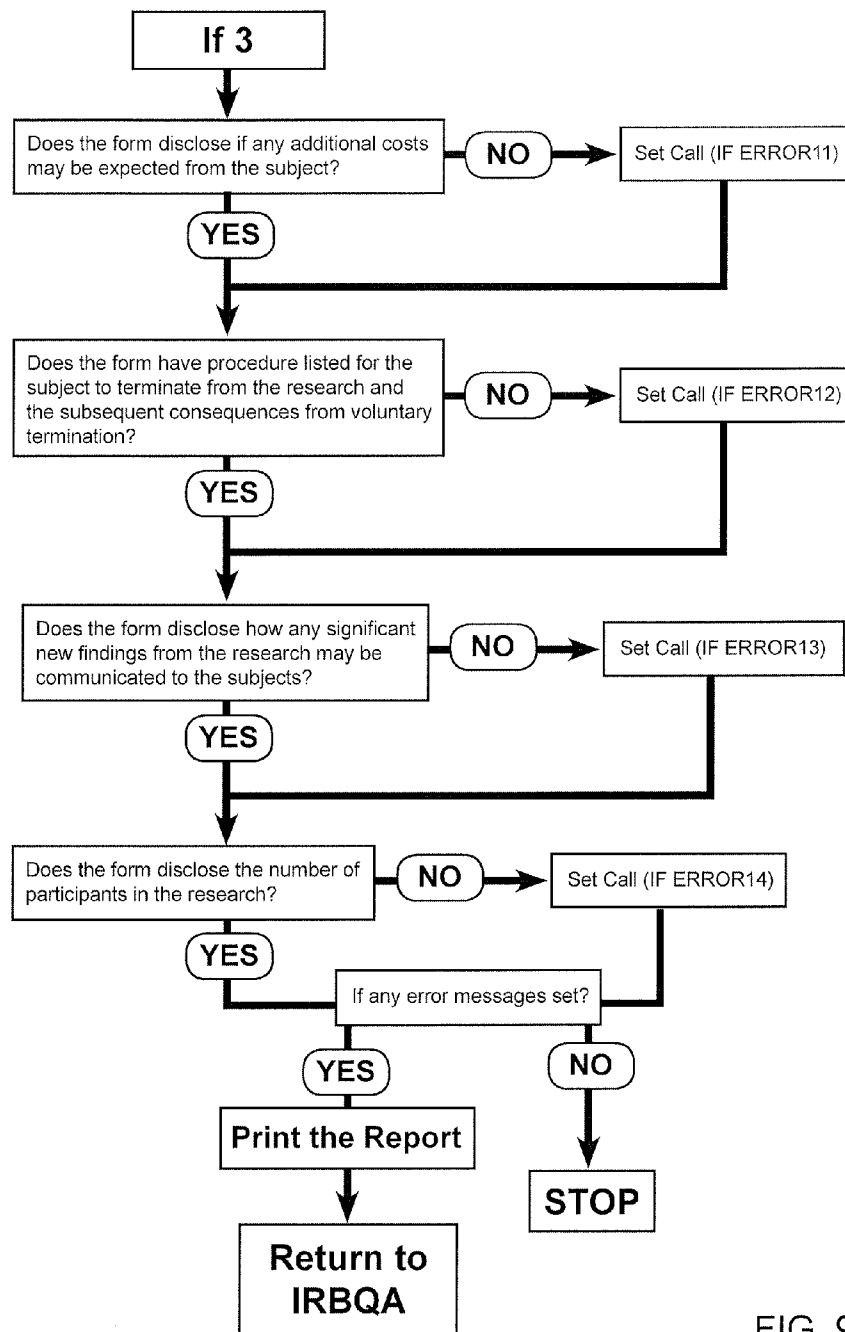 If 3
Does the form disclose if any additional costs
may be expected from the subject?
NO
Set Call (IF ERROR11)
YES
Does the form have procedure listed for the
subject to terminate from the research and
the subsequent consequences from voluntary
termination?
NO
Set Call (IF ERROR12)
YES
Does the form disclose how any significant
new findings from the research may be
communicated to the subjects?
NO
Set Call (IF ERROR13)
YES
Does the form disclose the number of
participants in the research?
NO
Set Call (IF ERROR14)
YES
If any error messages set?
YES
NO
Print the Report
STOP
Return to
IRBQA
FIG. 9